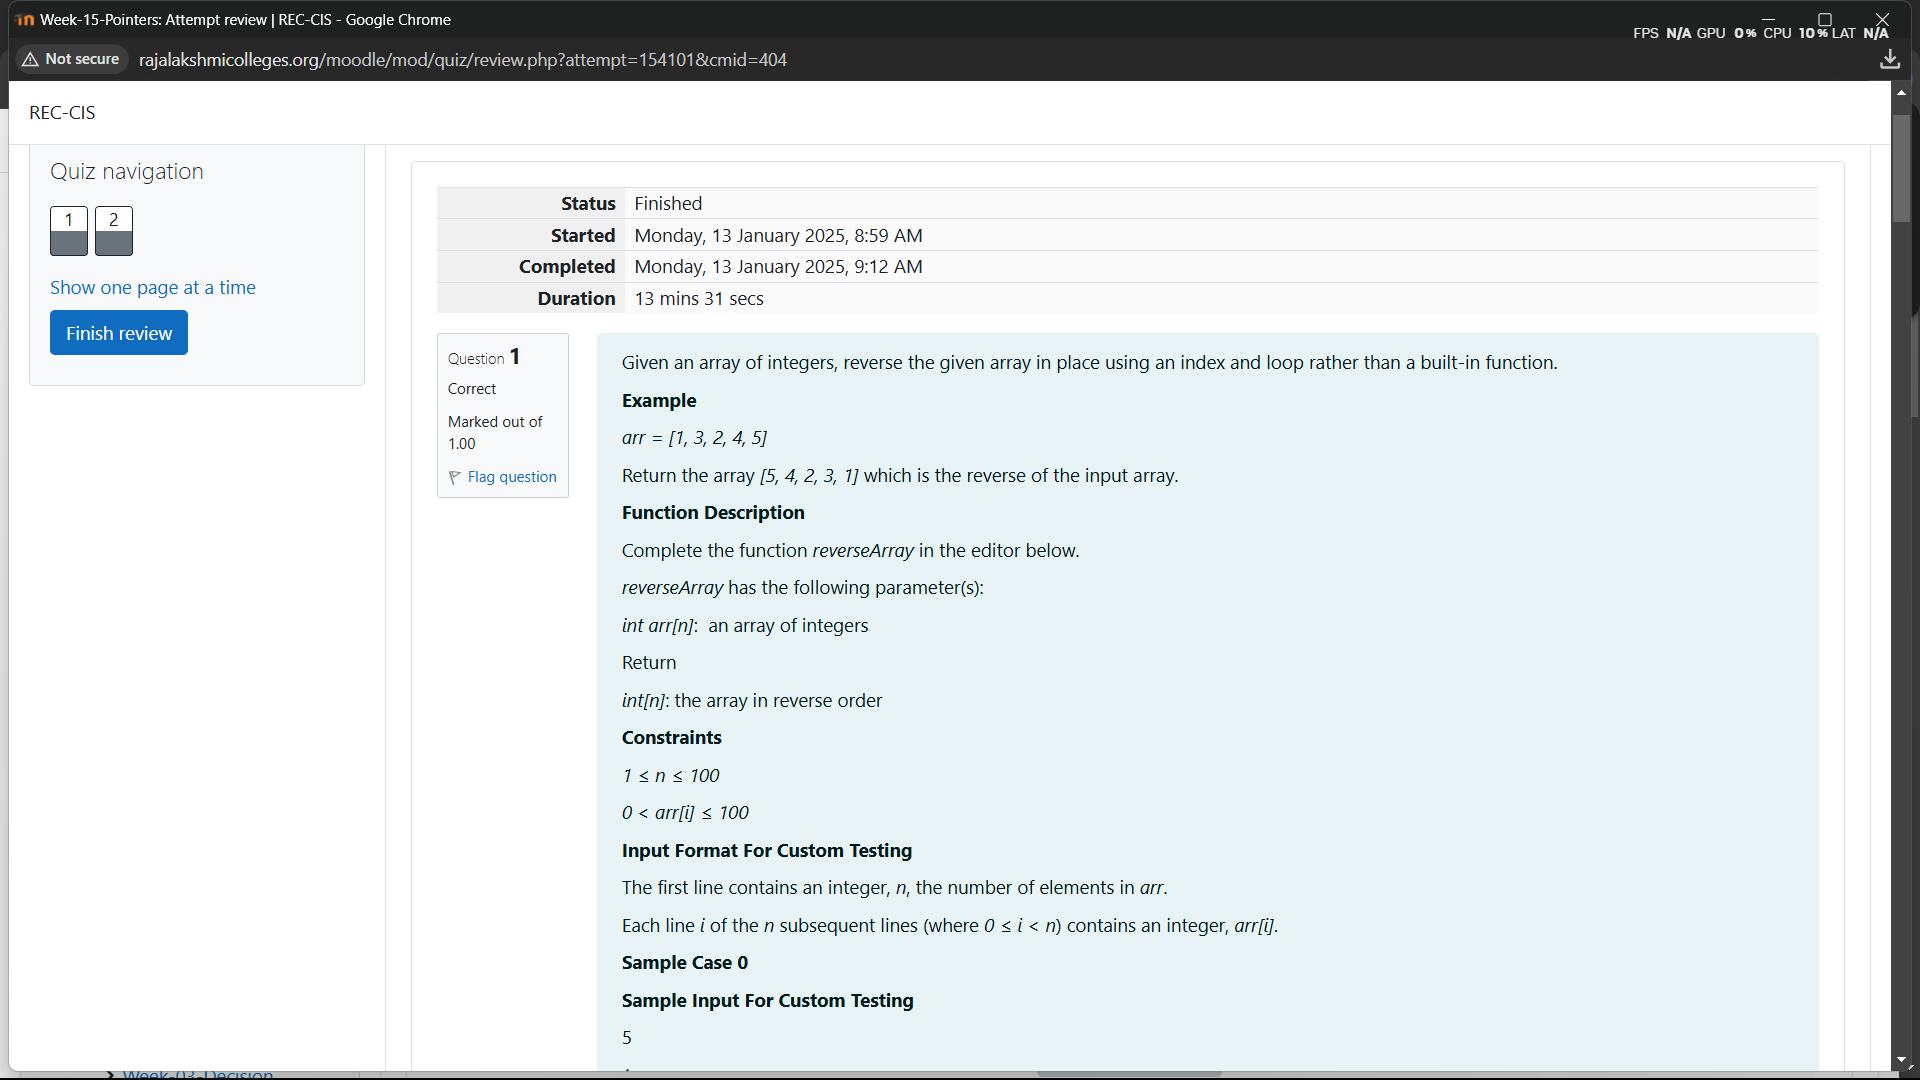 Week-15-Pointers: Attempt review | REC-CIS - Google Chrome
FPS N/A GPU 0% CPU 10% LAT N/A
Not secure rajalakshmicolleges.org/moodle/mod/quiz/review.php?attempt=154101&cmid=404
REC-CIS
Quiz navigation
1 2
Show one page at a time
Finish review
Status Finished
Started Monday, 13 January 2025, 8:59 AM
Completed Monday, 13 January 2025, 9:12 AM
Duration 13 mins 31 secs
Question 1
Correct
Marked out of
1.00
Flag question
Given an array of integers, reverse the given array in place using an index and loop rather than a built-in function.
Example
arr = [1, 3, 2, 4, 5]
Return the array [5, 4, 2, 3, 1] which is the reverse of the input array.
Function Description
Complete the function reverseArray in the editor below.
reverseArray has the following parameter(s):
int arr[n]: an array of integers
Return
int[n]: the array in reverse order
Constraints
1 ≤ n ≤ 100
0 < arr[i] ≤ 100
Input Format For Custom Testing
The first line contains an integer, n, the number of elements in arr.
Each line i of the n subsequent lines (where 0 ≤ i < n) contains an integer, arr[i].
Sample Case 0
Sample Input For Custom Testing
5
Week-03-Decision